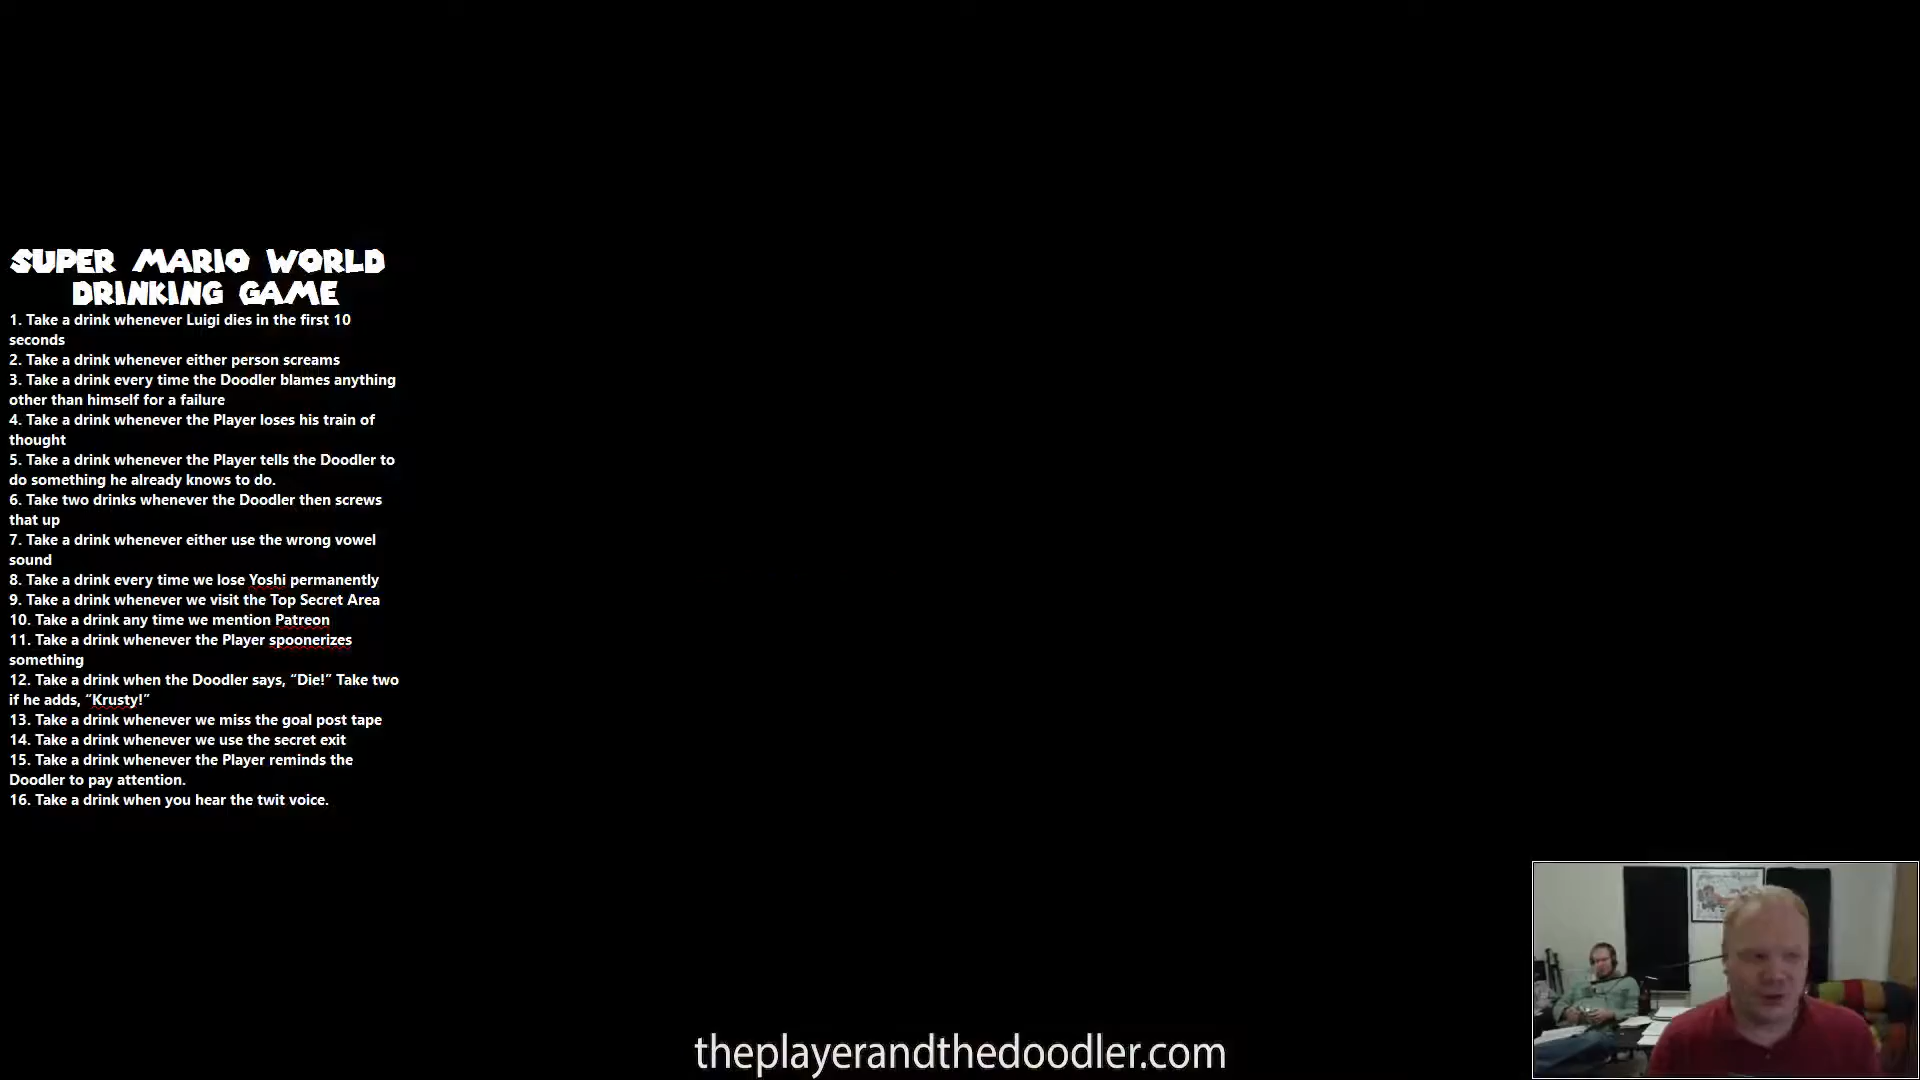 SUPER MARIO WORLD
DRINKING GAME
1. Take a drink whenever Luigi dies in the first 10
seconds
2. Take a drink whenever either person screams
3. Take a drink every time the Doodler blames anything
other than himself for a failure
4. Take a drink whenever the Player loses his train of
thought
5. Take a drink whenever the Player tells the Doodler to
do something he already knows to do.
6. Take two drinks whenever the Doodler then screws
that up
7. Take a drink whenever either use the wrong vowel
sound
8. Take a drink every time we lose Yoshi permanently
9. Take a drink whenever we visit the Top Secret Area
10. Take a drink any time we mention Patreon
11. Take a drink whenever the Player spoonerizes
something
12. Take a drink when the Doodler says, “Die!” Take two
if he adds, “Krusty!”
13. Take a drink whenever we miss the goal post tape
14. Take a drink whenever we use the secret exit
15. Take a drink whenever the Player reminds the
Doodler to pay attention.
16. Take a drink when you hear the twit voice.
theplayerandthedoodler.com